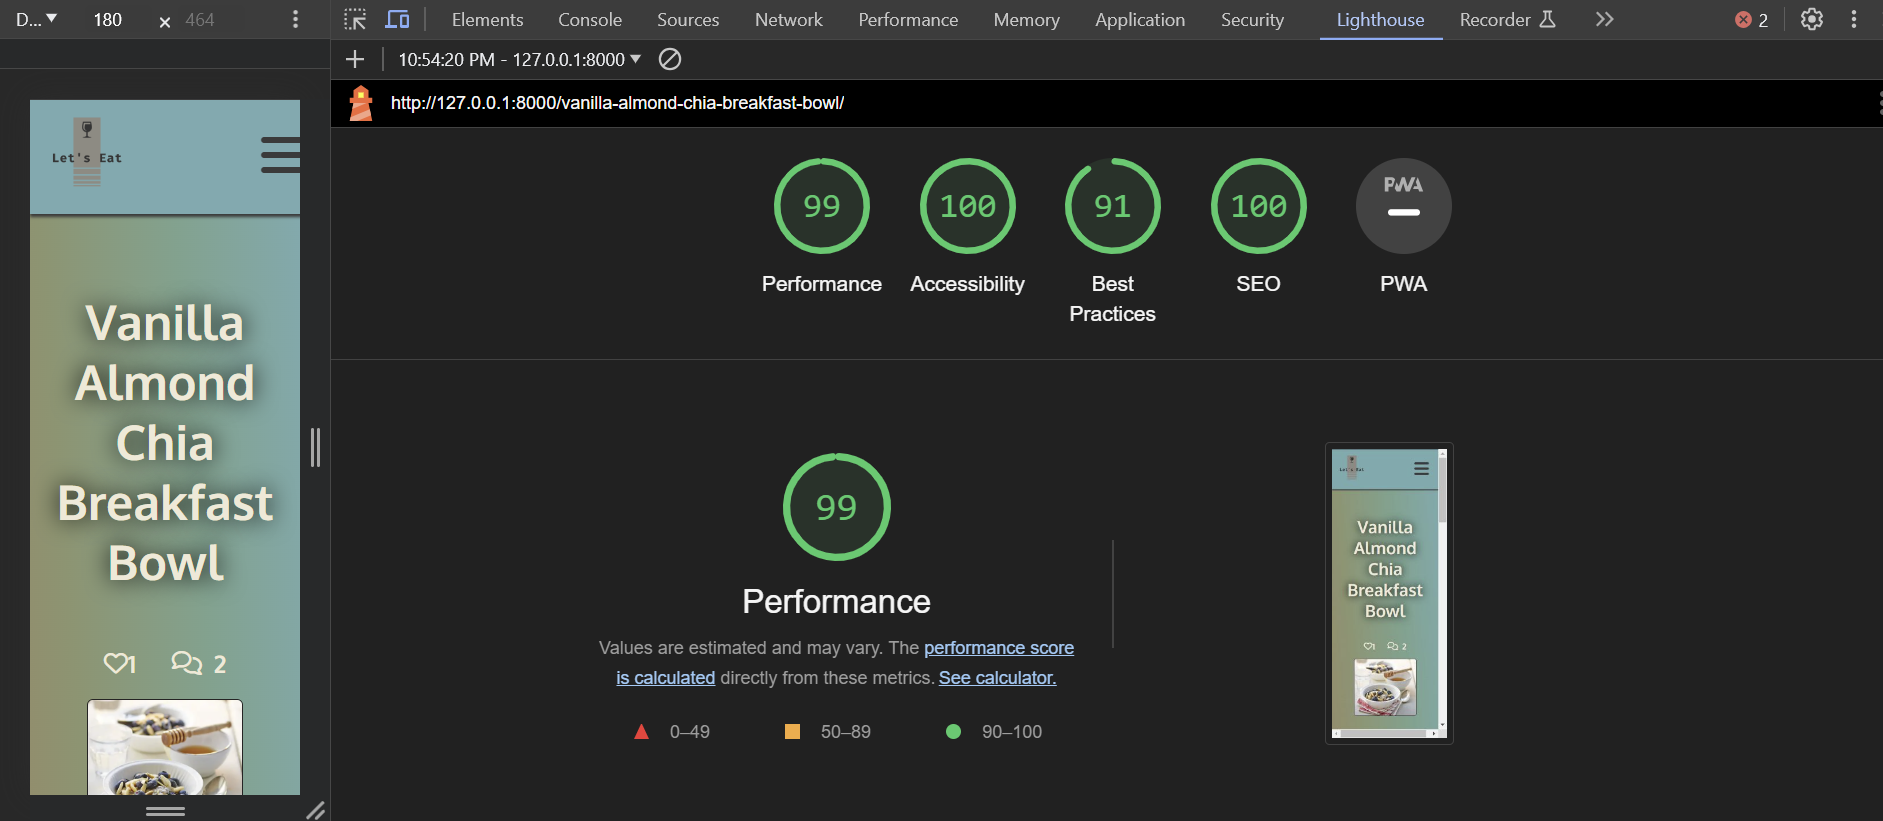 D...
180
464
Elements
Console
Sources
Network
Performance
Memory
Application
Security
Lighthouse
Recorder
2
10:54:20 PM - 127.0.0.1:8000
http://127.0.0.1:8000/vanilla-almond-chia-breakfast-bowl/
Let's Eat
Vanilla
Almond
Chia
Breakfast
Bowl
1
2
99
100
91
100
PWA
Performance
Accessibility
Best
Practices
SEO
PWA
99
Performance
Values are estimated and may vary. The performance score
is calculated directly from these metrics. See calculator.
0–49
50–89
90–100
Let's Eat
Vanilla
Almond
Chia
Breakfast
Bowl
1
2